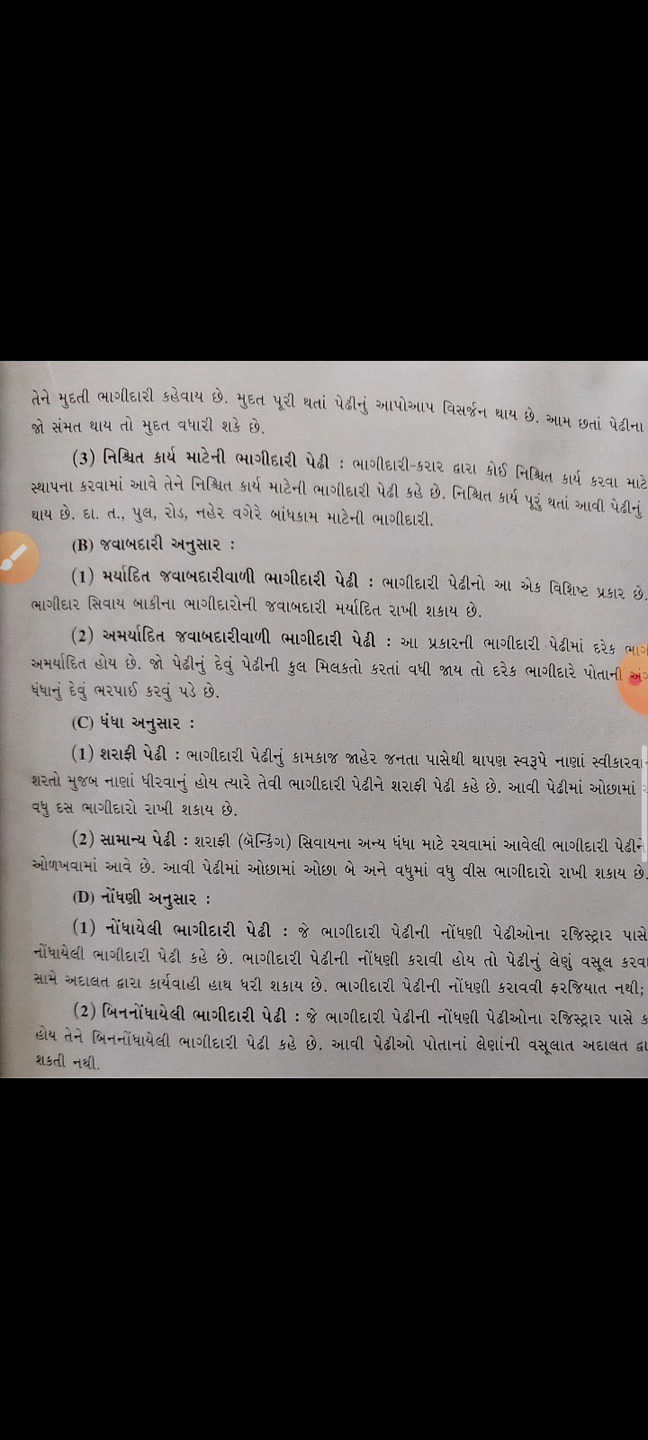 તેને મુદતી ભાગીદારી કહેવાય છે. મુદત પૂરી થતાં પેઢીનું આપોઆપ વિસર્જન થાય છે. આમ છતાં પેઢીના
જો સંમત થાય તો મુદત વધારી શકે છે.
(3) નિશ્ચિત કાર્ય માટેની ભાગીદારી પેઢી : ભાગીદારી-કરાર દ્વારા કોઈ નિશ્ચિત કાર્ય કરવા માટે
સ્થાપના કરવામાં આવે તેને નિશ્ચિત કાર્ય માટેની ભાગીદારી પેઢી કહે છે. નિશ્ચિત કાર્ય પૂરું થતાં આવી પેઢીનું
થાય છે. દા. ત., પુલ, રોડ, નહેર વગેરે બાંધકામ માટેની ભાગીદારી.
(B) જવાબદારી અનુસાર :
(1) મર્યાદિત જવાબદારીવાળી ભાગીદારી પેઢી : ભાગીદારી પેઢીનો આ એક વિશિષ્ટ પ્રકાર છે.
ભાગીદાર સિવાય બાકીના ભાગીદારોની જવાબદારી મર્યાદિત રાખી શકાય છે.
(2) અમર્યાદિત જવાબદારીવાળી ભાગીદારી પેઢી : આ પ્રકારની ભાગીદારી પેઢીમાં દરેક
અમર્યાદિત હોય છે. જો પેઢીનું દેવું પેઢીની કુલ મિલકતો કરતાં વધી જાય તો દરેક ભાગીદારે પોતાની
ધંધાનું દેવું ભરપાઈ કરવું પડે છે.
(C) ધંધા અનુસાર :
(1) શરાફી પેઢી : ભાગીદારી પેઢીનું કામકાજ જાહેર જનતા પાસેથી થાપણ સ્વરૂપે નાણાં
શરતો મુજબ નાણાં ધીરવાનું હોય ત્યારે તેવી ભાગીદારી પેઢીને શરાફી પેઢી કહે છે. આવી પેઢીમાં ઓછામાં
વધુ દસ ભાગીદારો રાખી શકાય છે.
(2) સામાન્ય પેઢી : શરાફી (બૅન્કિંગ) સિવાયના અન્ય ધંધા માટે રચવામાં આવેલી ભાગીદારી પેઢીને
ઓળખવામાં આવે છે. આવી પેઢીમાં ઓછામાં ઓછા બે અને વધુમાં વધુ વીસ ભાગીદારો રાખી શકાય છે.
(D) નોંધણી અનુસાર :
(1) નોંધાયેલી ભાગીદારી પેઢી : જે ભાગીદારી પેઢીની નોંધણી પેઢીઓના રજિસ્ટ્રાર પાસે
નોંધાયેલી ભાગીદારી પેઢી કહે છે. ભાગીદારી પેઢીની નોંધણી કરાવી હોય તો પેઢીનું લેણું વસૂલ
સામે અદાલત દ્વારા કાર્યવાહી હાથ ધરી શકાય છે. ભાગીદારી પેઢીની નોંધણી કરાવવી ફરજિયાત નથી;
(2) બિનનોંધાયેલી ભાગીદારી પેઢી : જે ભાગીદારી પેઢીની નોંધણી પેઢીઓના રજિસ્ટ્રાર પાસે
હોય તેને બિનનોંધાયેલી ભાગીદારી પેઢી કહે છે. આવી પેઢીઓ પોતાનાં લેણાંની વસૂલાત અદાલત
શકતી નથી.